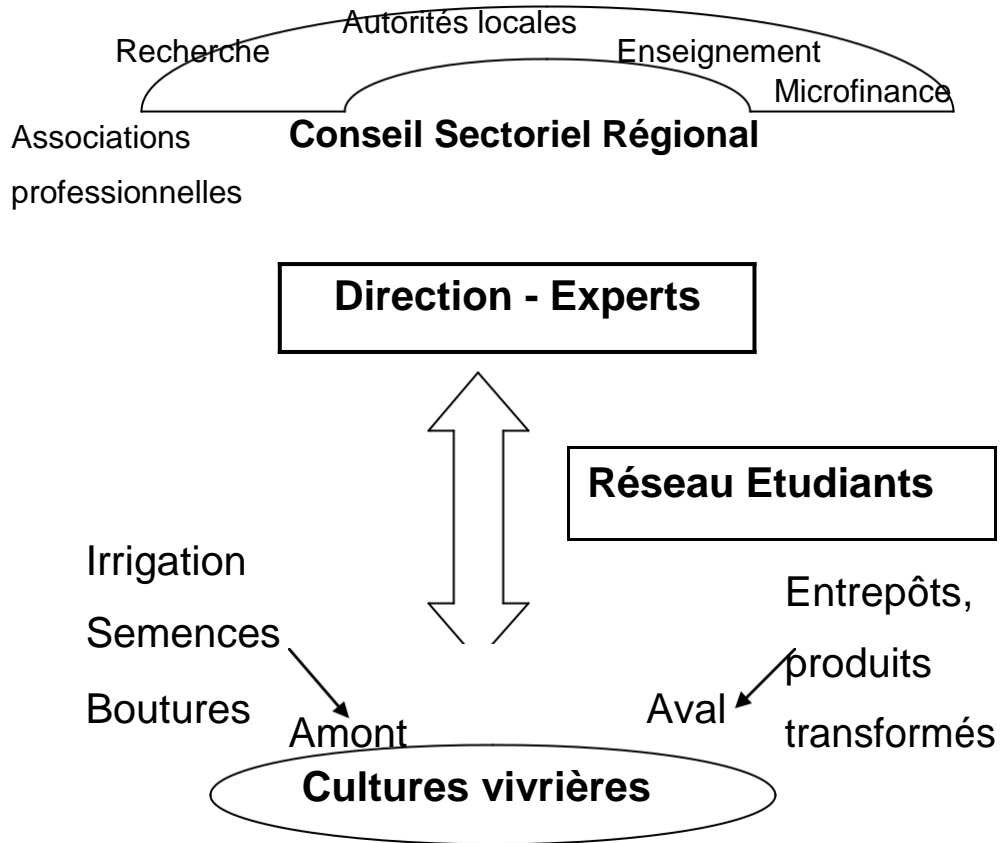 Autorités locales
Recherche
Enseignement
Microfinance
Associations
professionnelles
Conseil Sectoriel Régional
Direction - Experts
Réseau Etudiants
Irrigation
Semences
Boutures
Amont
Entrepôts,
produits
transformés
Aval
Cultures vivrières